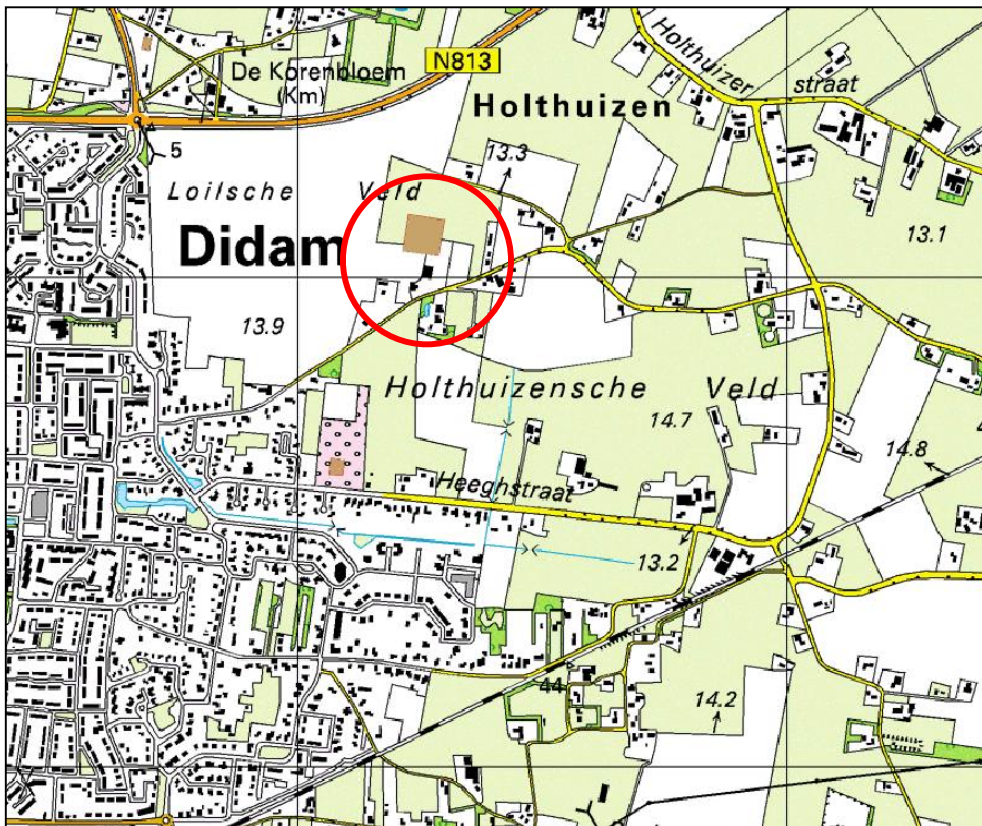 De Korenbloem
(Km)
N813
Holthuizer
straat
Holthuizen
5
13.3
Loilsche Veld
Didam
13.1
13.9
Holthuizensche Veld
14.7
14.8
Heeghstraat
13.2
44
14.2